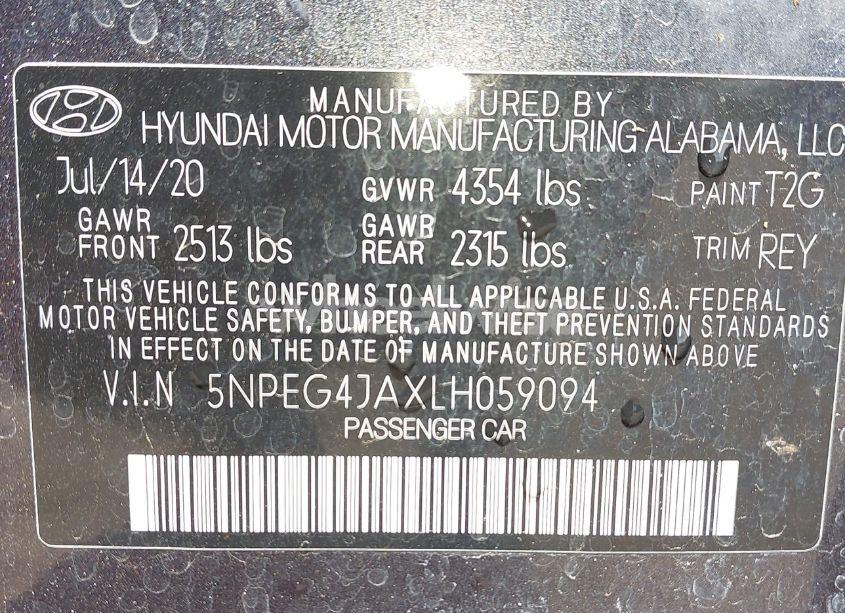 MANUFACTURED BY
HYUNDAI MOTOR MANUFACTURING ALABAMA, LLC
Jul/14/20 GVWR 4354 lbs PAINT T2G
GAWR FRONT 2513 lbs GAWR REAR 2315 lbs TRIM REY
THIS VEHICLE CONFORMS TO ALL APPLICABLE U.S.A. FEDERAL
MOTOR VEHICLE SAFETY, BUMPER, AND THEFT PREVENTION STANDARDS
IN EFFECT ON THE DATE OF MANUFACTURE SHOWN ABOVE.
V.I.N 5NPEG4JAXLH059094
PASSENGER CAR